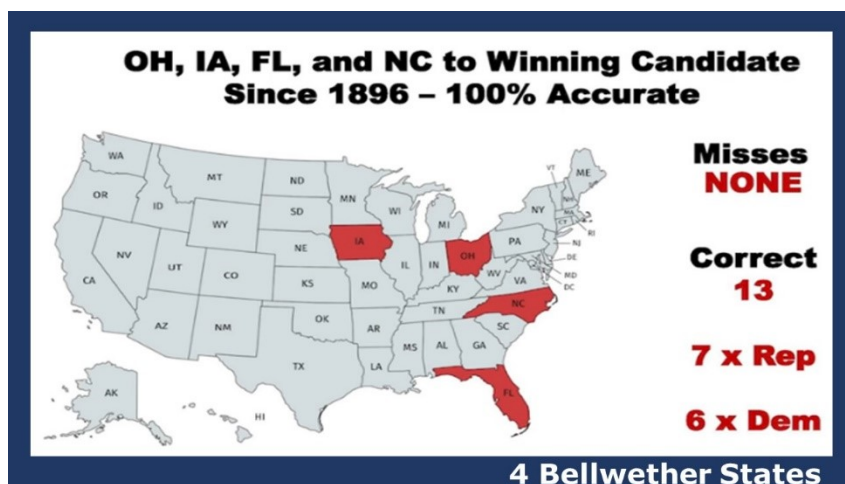 OH, IA, FL, and NC to Winning Candidate
Since 1896 – 100% Accurate
Misses
NONE
Correct
13
7 x Rep
6 x Dem
WA
MT
ND
MN
VT
ME
OR
ID
SD
WI
NH
NY
MA
WY
MI
CT
RI
IA
NE
PA
NJ
NV
OH
UT
IL
IN
DE
CO
WV
MD
CA
KS
MO
VA
DC
KY
NC
TN
OK
AZ
NM
AR
SC
MS
AL
GA
TX
LA
AK
FL
HI
4 Bellwether States